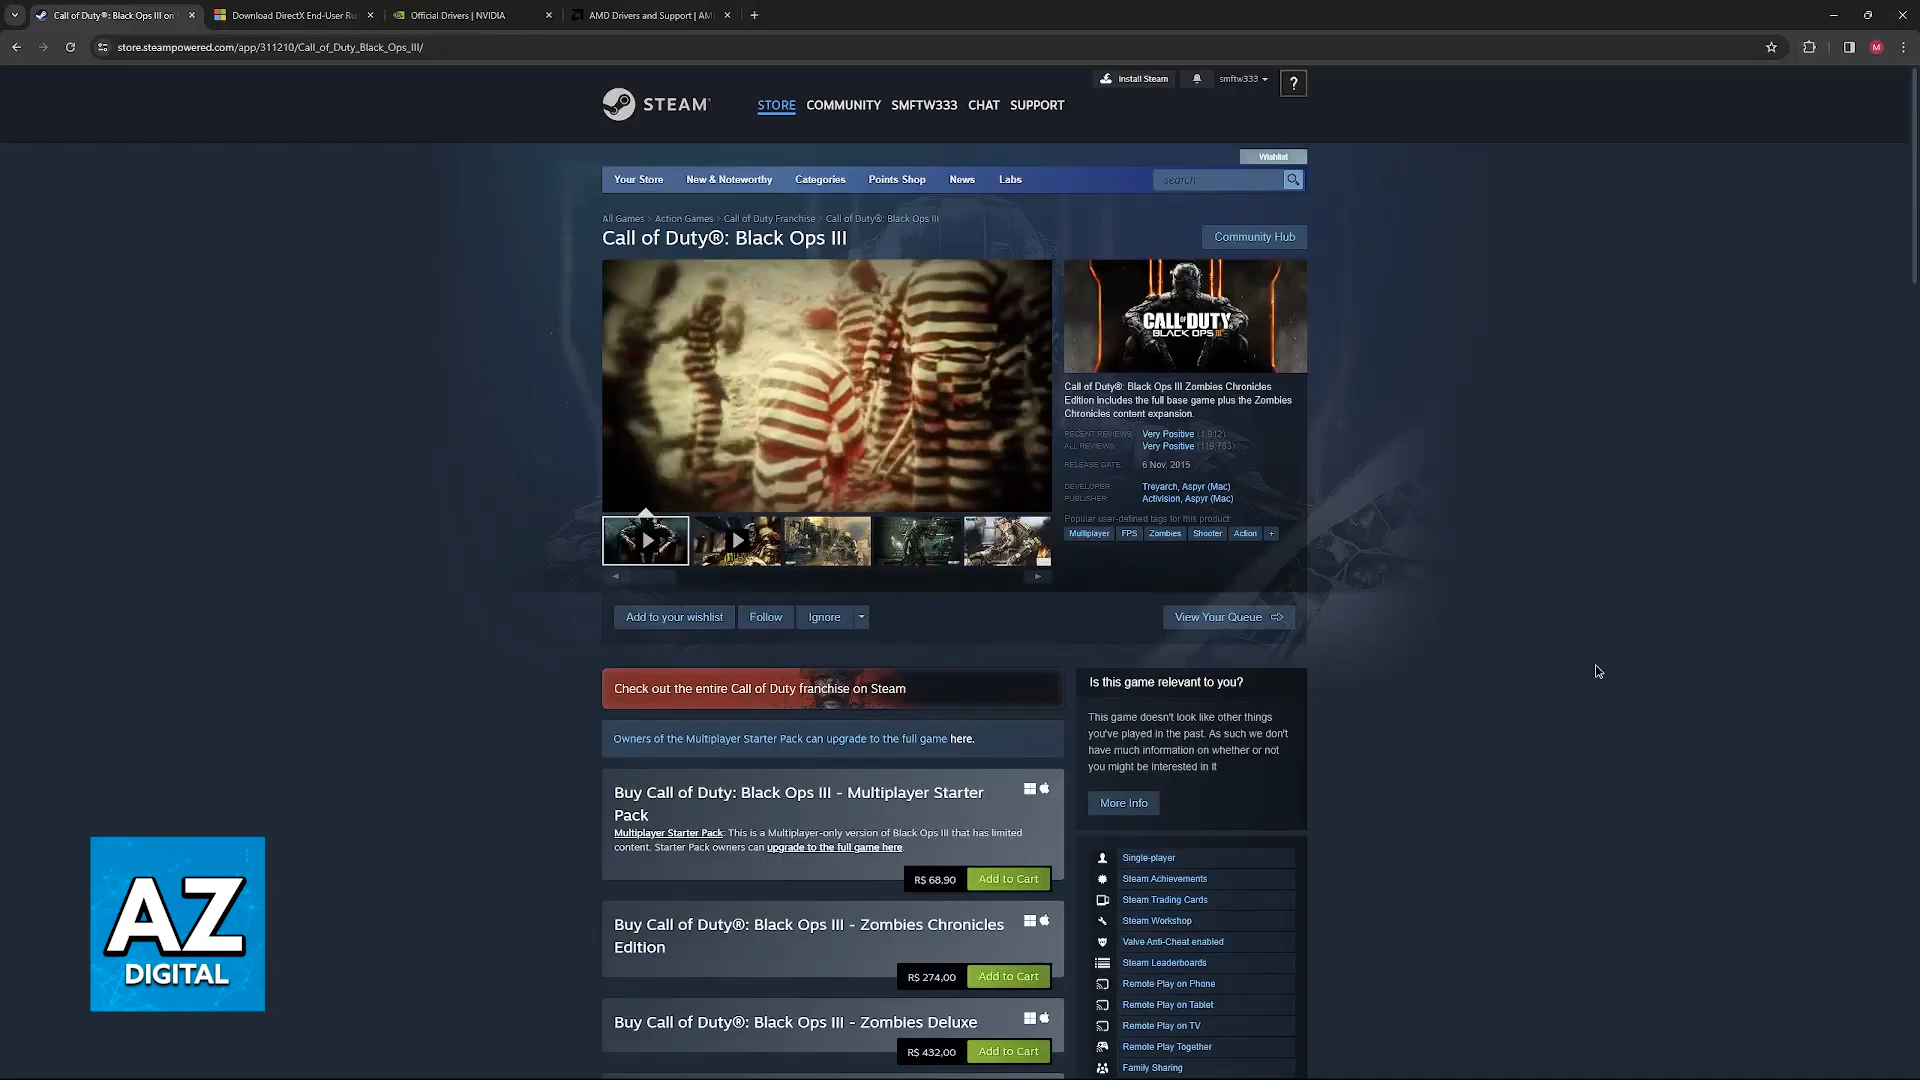 Call of Duty®: Black Ops III on
Download DirectX End-User Ru
Official Drivers | NVIDIA
AMD Drivers and Support | AM
store.steampowered.com/app/311210/Call_of_Duty_Black_Ops_III/
M
Install Steam
smftw333
?
STEAM®
STORE COMMUNITY SMFTW333 CHAT SUPPORT
Wishlist
Your Store New & Noteworthy Categories Points Shop News Labs
search
All Games > Action Games > Call of Duty Franchise > Call of Duty®: Black Ops III
Call of Duty®: Black Ops III
Community Hub
CALL OF DUTY
BLACK OPS III
Call of Duty®: Black Ops III Zombies Chronicles
Edition includes the full base game plus the Zombies
Chronicles content expansion.
RECENT REVIEWS: Very Positive (1,912)
ALL REVIEWS: Very Positive (119,753)
RELEASE DATE: 6 Nov, 2015
DEVELOPER: Treyarch, Aspyr (Mac)
PUBLISHER: Activision, Aspyr (Mac)
Popular user-defined tags for this product:
Multiplayer FPS Zombies Shooter Action +
Add to your wishlist Follow Ignore
View Your Queue
Check out the entire Call of Duty franchise on Steam
Owners of the Multiplayer Starter Pack can upgrade to the full game here.
Buy Call of Duty: Black Ops III - Multiplayer Starter
Pack
Multiplayer Starter Pack: This is a Multiplayer-only version of Black Ops III that has limited
content. Starter Pack owners can upgrade to the full game here.
R$ 68,90 Add to Cart
Buy Call of Duty®: Black Ops III - Zombies Chronicles
Edition
R$ 274,00 Add to Cart
Buy Call of Duty®: Black Ops III - Zombies Deluxe
R$ 432,00 Add to Cart
Is this game relevant to you?
This game doesn't look like other things
you've played in the past. As such we don't
have much information on whether or not
you might be interested in it
More Info
Single-player
Steam Achievements
Steam Trading Cards
Steam Workshop
Valve Anti-Cheat enabled
Steam Leaderboards
Remote Play on Phone
Remote Play on Tablet
Remote Play on TV
Remote Play Together
Family Sharing
AZ
DIGITAL